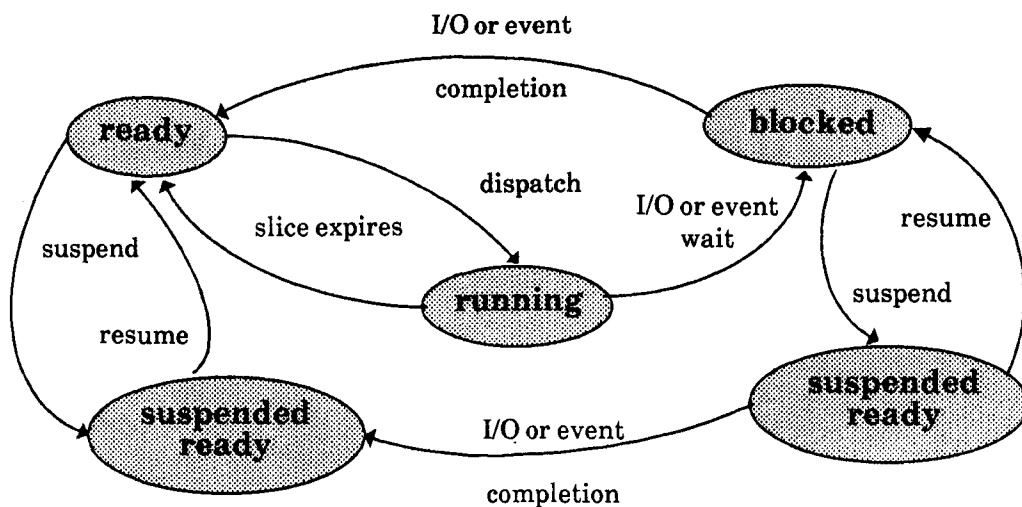 I/O or event
completion
ready
blocked
dispatch
I/O or event
wait
resume
slice expires
suspend
running
suspend
resume
suspended
ready
suspended
ready
I/O or event
completion